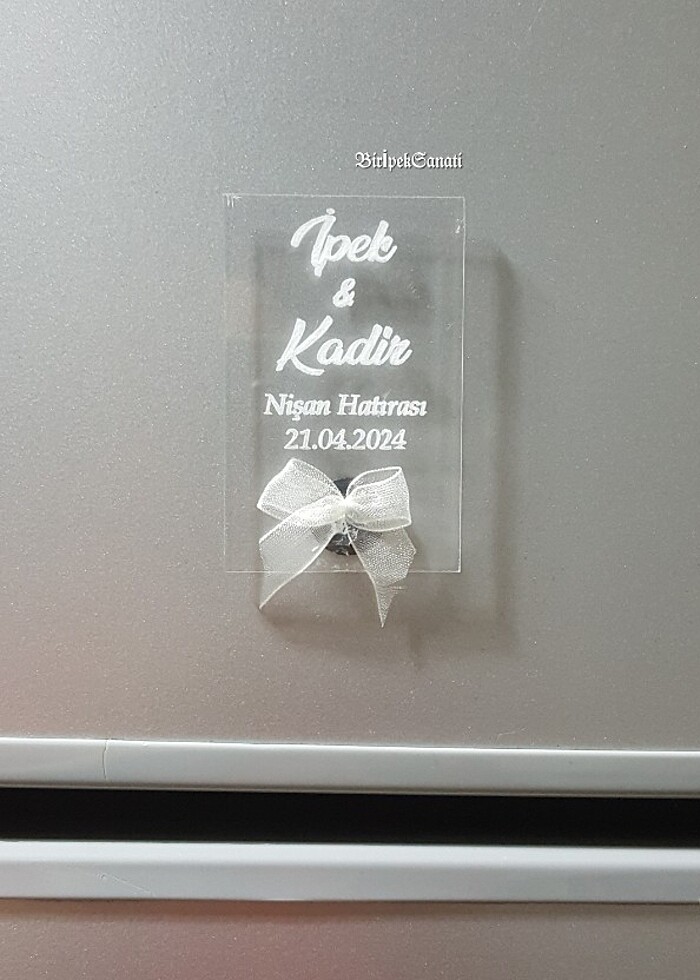 BirİpekSanati
İpek
&
Kadir
Nişan Hatırası
21.04.2024